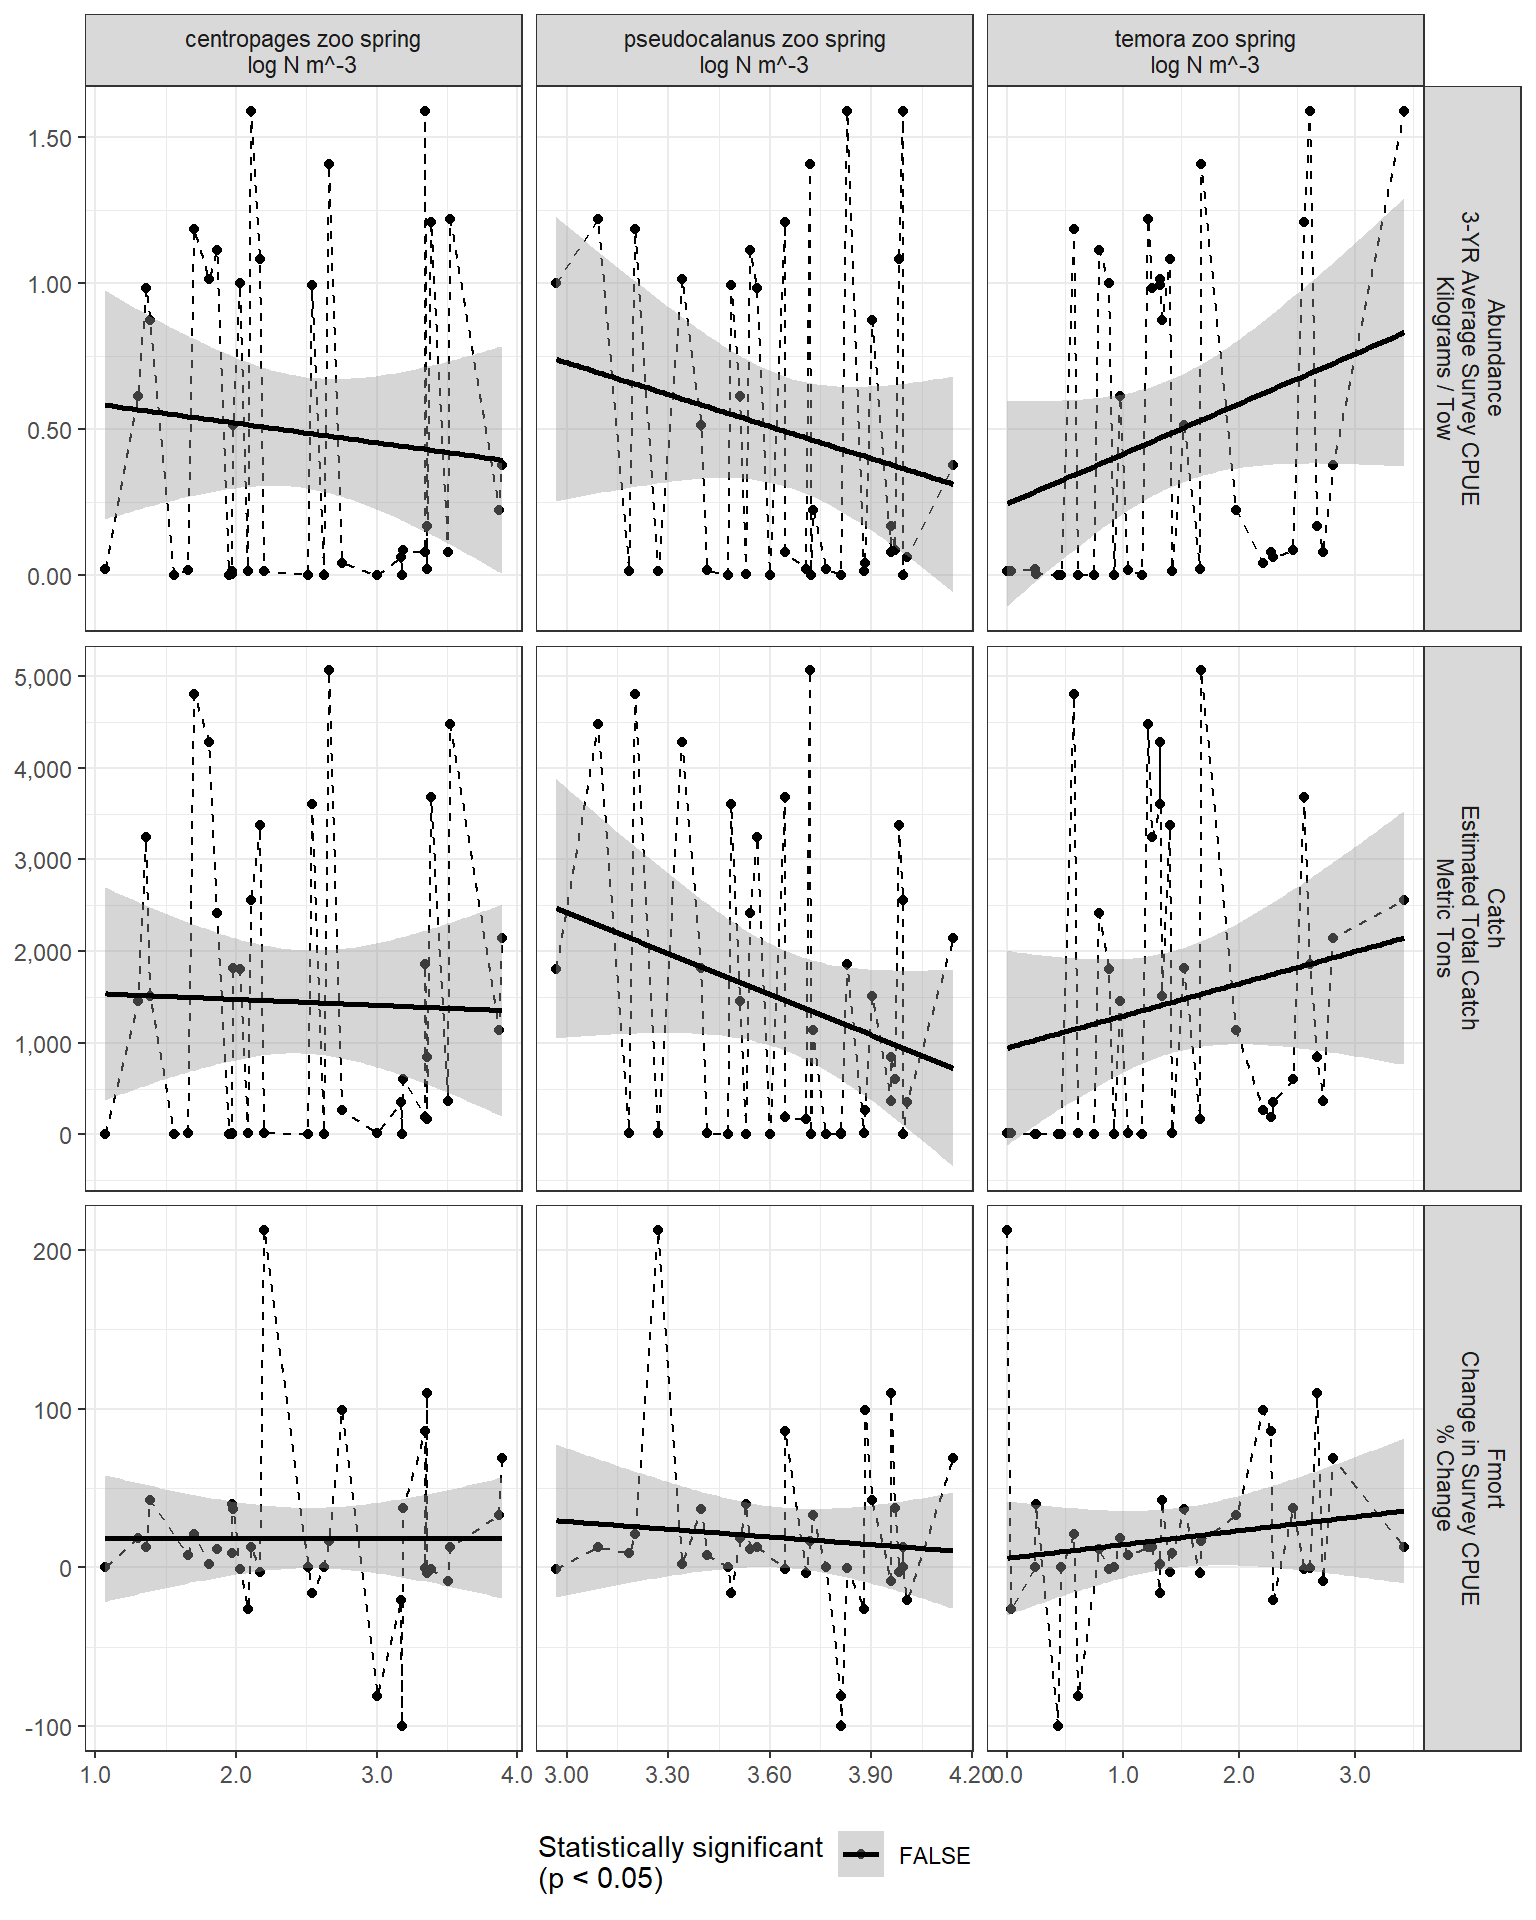 centropages zoo spring
log N m^-3
pseudocalanus zoo spring
log N m^-3
temora zoo spring
log N m^-3
1.50
1.00
0.50
0.00
Abundance
3-YR Average Survey CPUE
Kilograms / Tow
5,000
4,000
3,000
2,000
1,000
0
Catch
Estimated Total Catch
Metric Tons
200
100
0
-100
Fmort
Change in Survey CPUE
% Change
1.0 2.0 3.0 4.0
3.00 3.30 3.60 3.90 4.20
0.0 1.0 2.0 3.0
Statistically significant
(p < 0.05)
FALSE